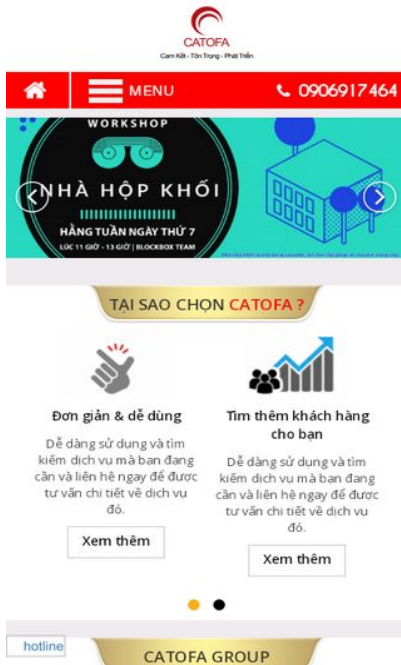 CATOFA
Cam Kết - Tôn Trọng - Phát Triển
MENU
0906917464
WORKSHOP
NHÀ HỘP KHỐI
HẰNG TUẦN NGÀY THỨ 7
LÚC 11 GIỜ - 13 GIỜ | BLOCKBOX TEAM
TẠI SAO CHỌN CATOFA ?
Đơn giản & dễ dùng
Dễ dàng sử dụng và tìm
kiếm dịch vụ mà bạn đang
cần và liên hệ ngay để được
tư vấn chi tiết về dịch vụ
đó.
Xem thêm
Tìm thêm khách hàng
cho bạn
Dễ dàng sử dụng và tìm
kiếm dịch vụ mà bạn đang
cần và liên hệ ngay để được
tư vấn chi tiết về dịch vụ
đó.
Xem thêm
hotline
CATOFA GROUP